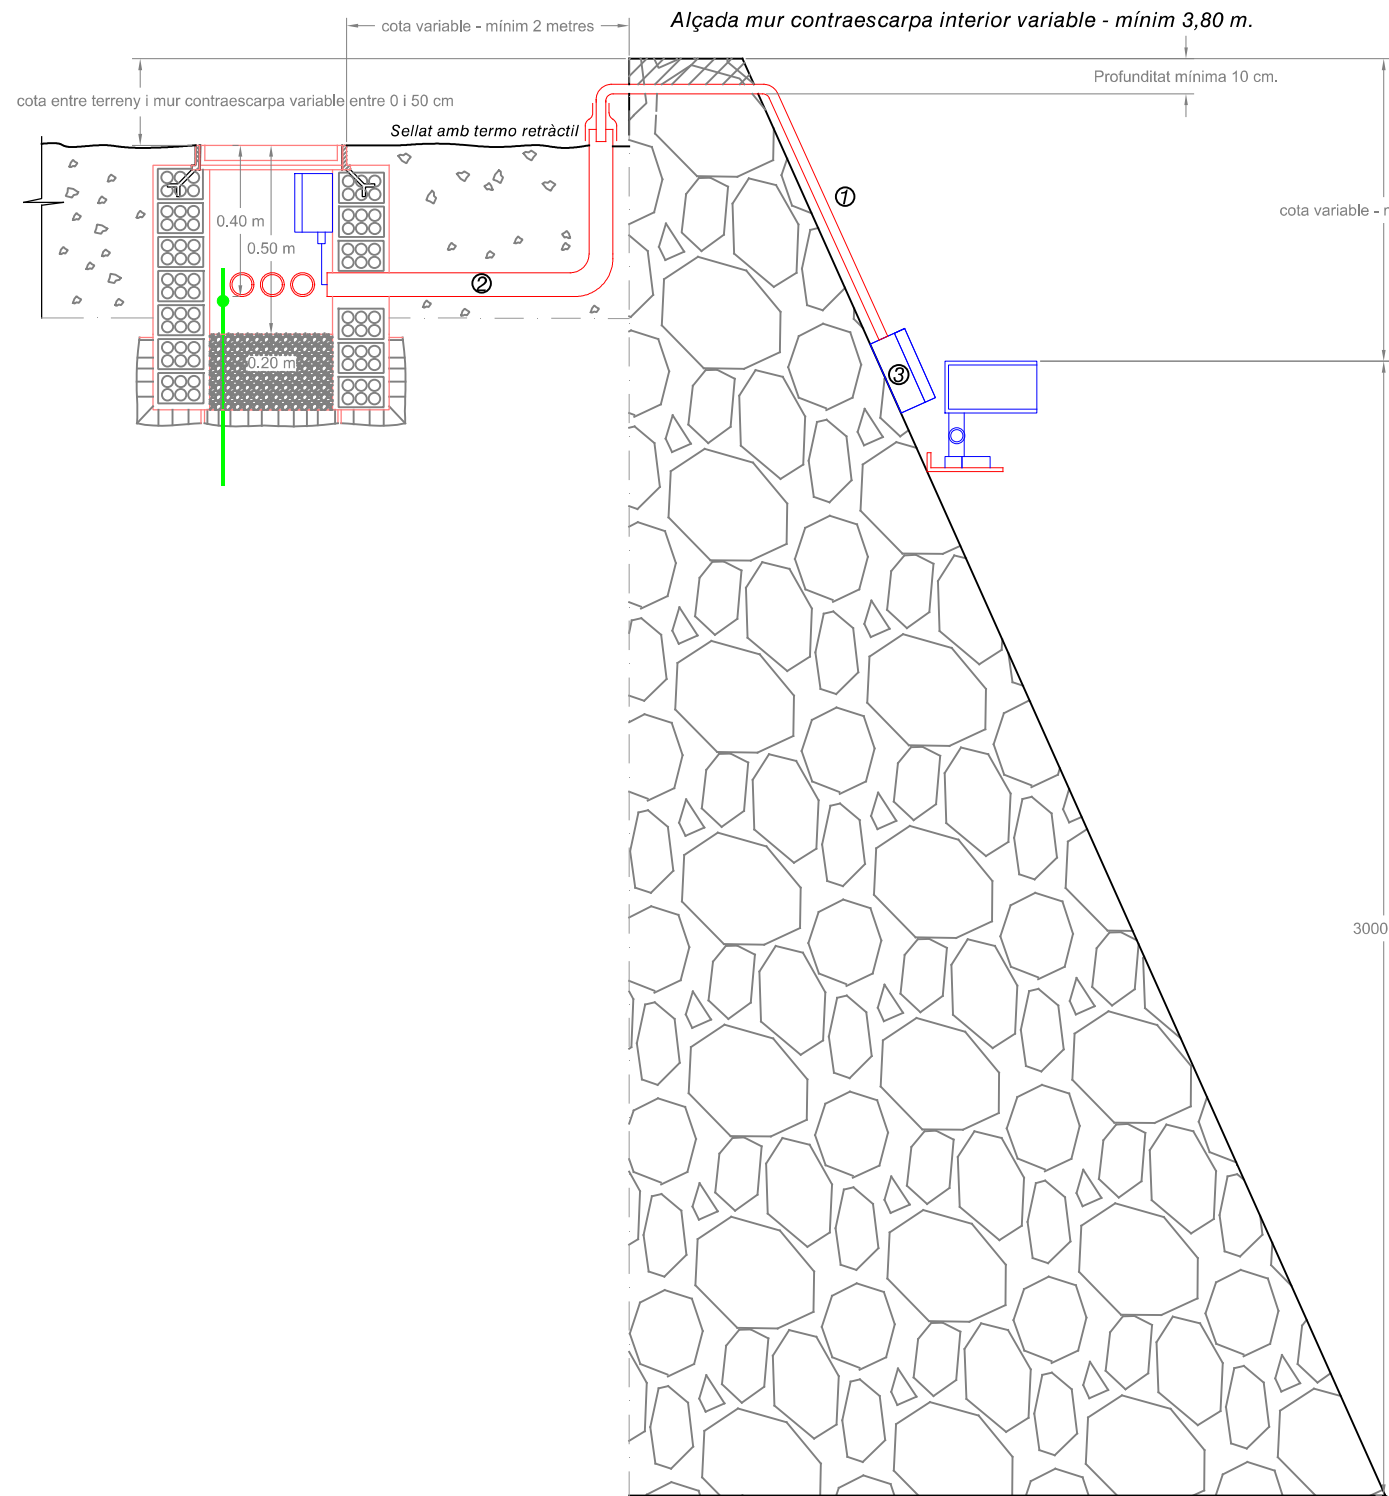 Alçada mur contraescarpa interior variable - mínim 3,80 m.
cota variable - mínim 2 metres
Profunditat mínima 10 cm.
cota entre terreny i mur contraescarpa variable entre 0 i 50 cm
Sellat amb termo retràctil
1
cota variable - 
0.40 m
0.50 m
2
0.20 m
3
3000